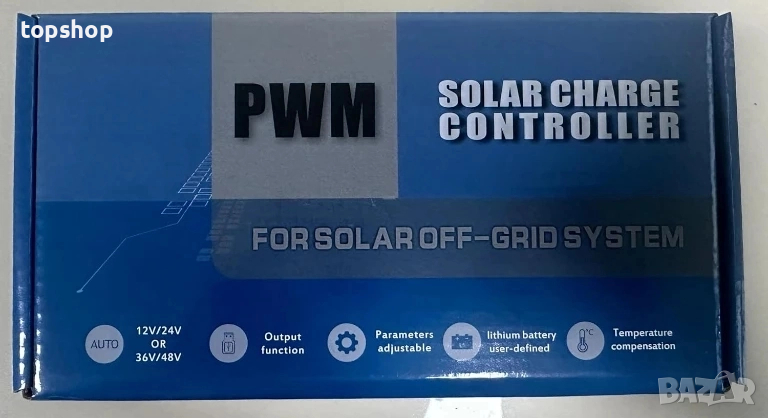 topshop
PWM
SOLAR CHARGE
CONTROLLER
FOR SOLAR OFF-GRID SYSTEM
AUTO
12V/24V
OR
36V/48V
Output
function
Parameters
adjustable
lithium battery
user-defined
°C
Temperature
compensation
BAZAR